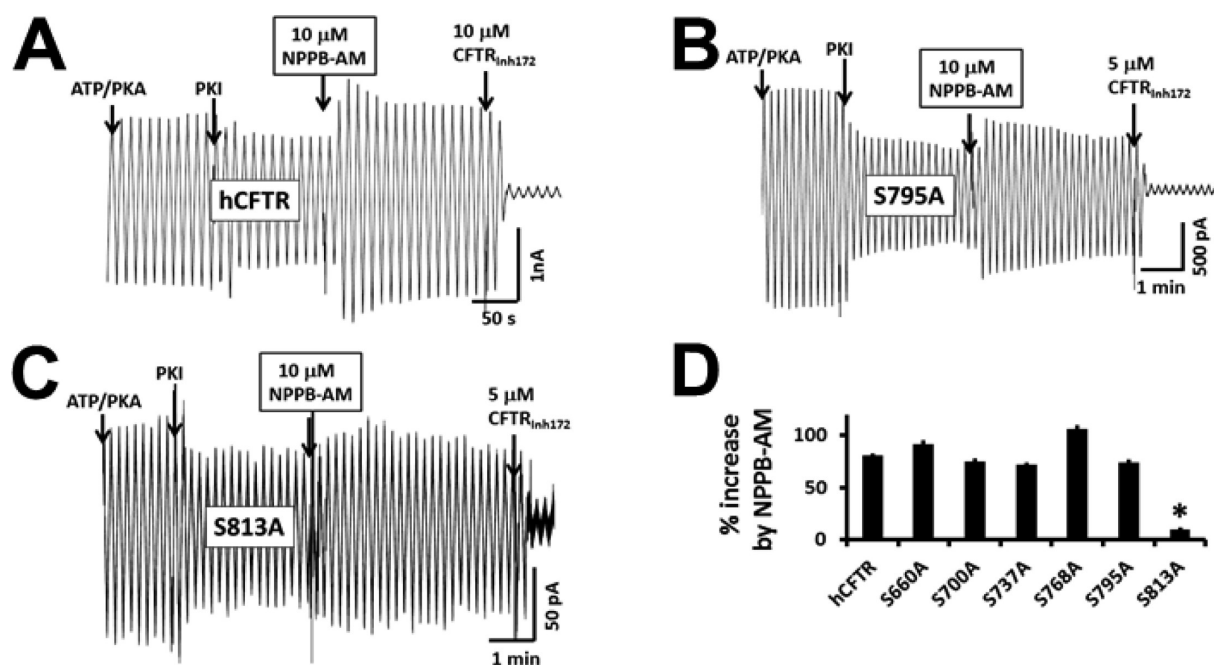 A
ATP/PKA
PKI
10 μM
NPPB-AM
10 μM
CFTRInh172
hCFTR
1nA
50 s
B
ATP/PKA
PKI
10 μM
NPPB-AM
5 μM
CFTRInh172
S795A
500 pA
1 min
C
ATP/PKA
PKI
10 μM
NPPB-AM
5 μM
CFTRInh172
S813A
50 pA
1 min
D
% increase
by NPPB-AM
100
50
0
*
hCFTR
S660A
S700A
S737A
S768A
S795A
S813A